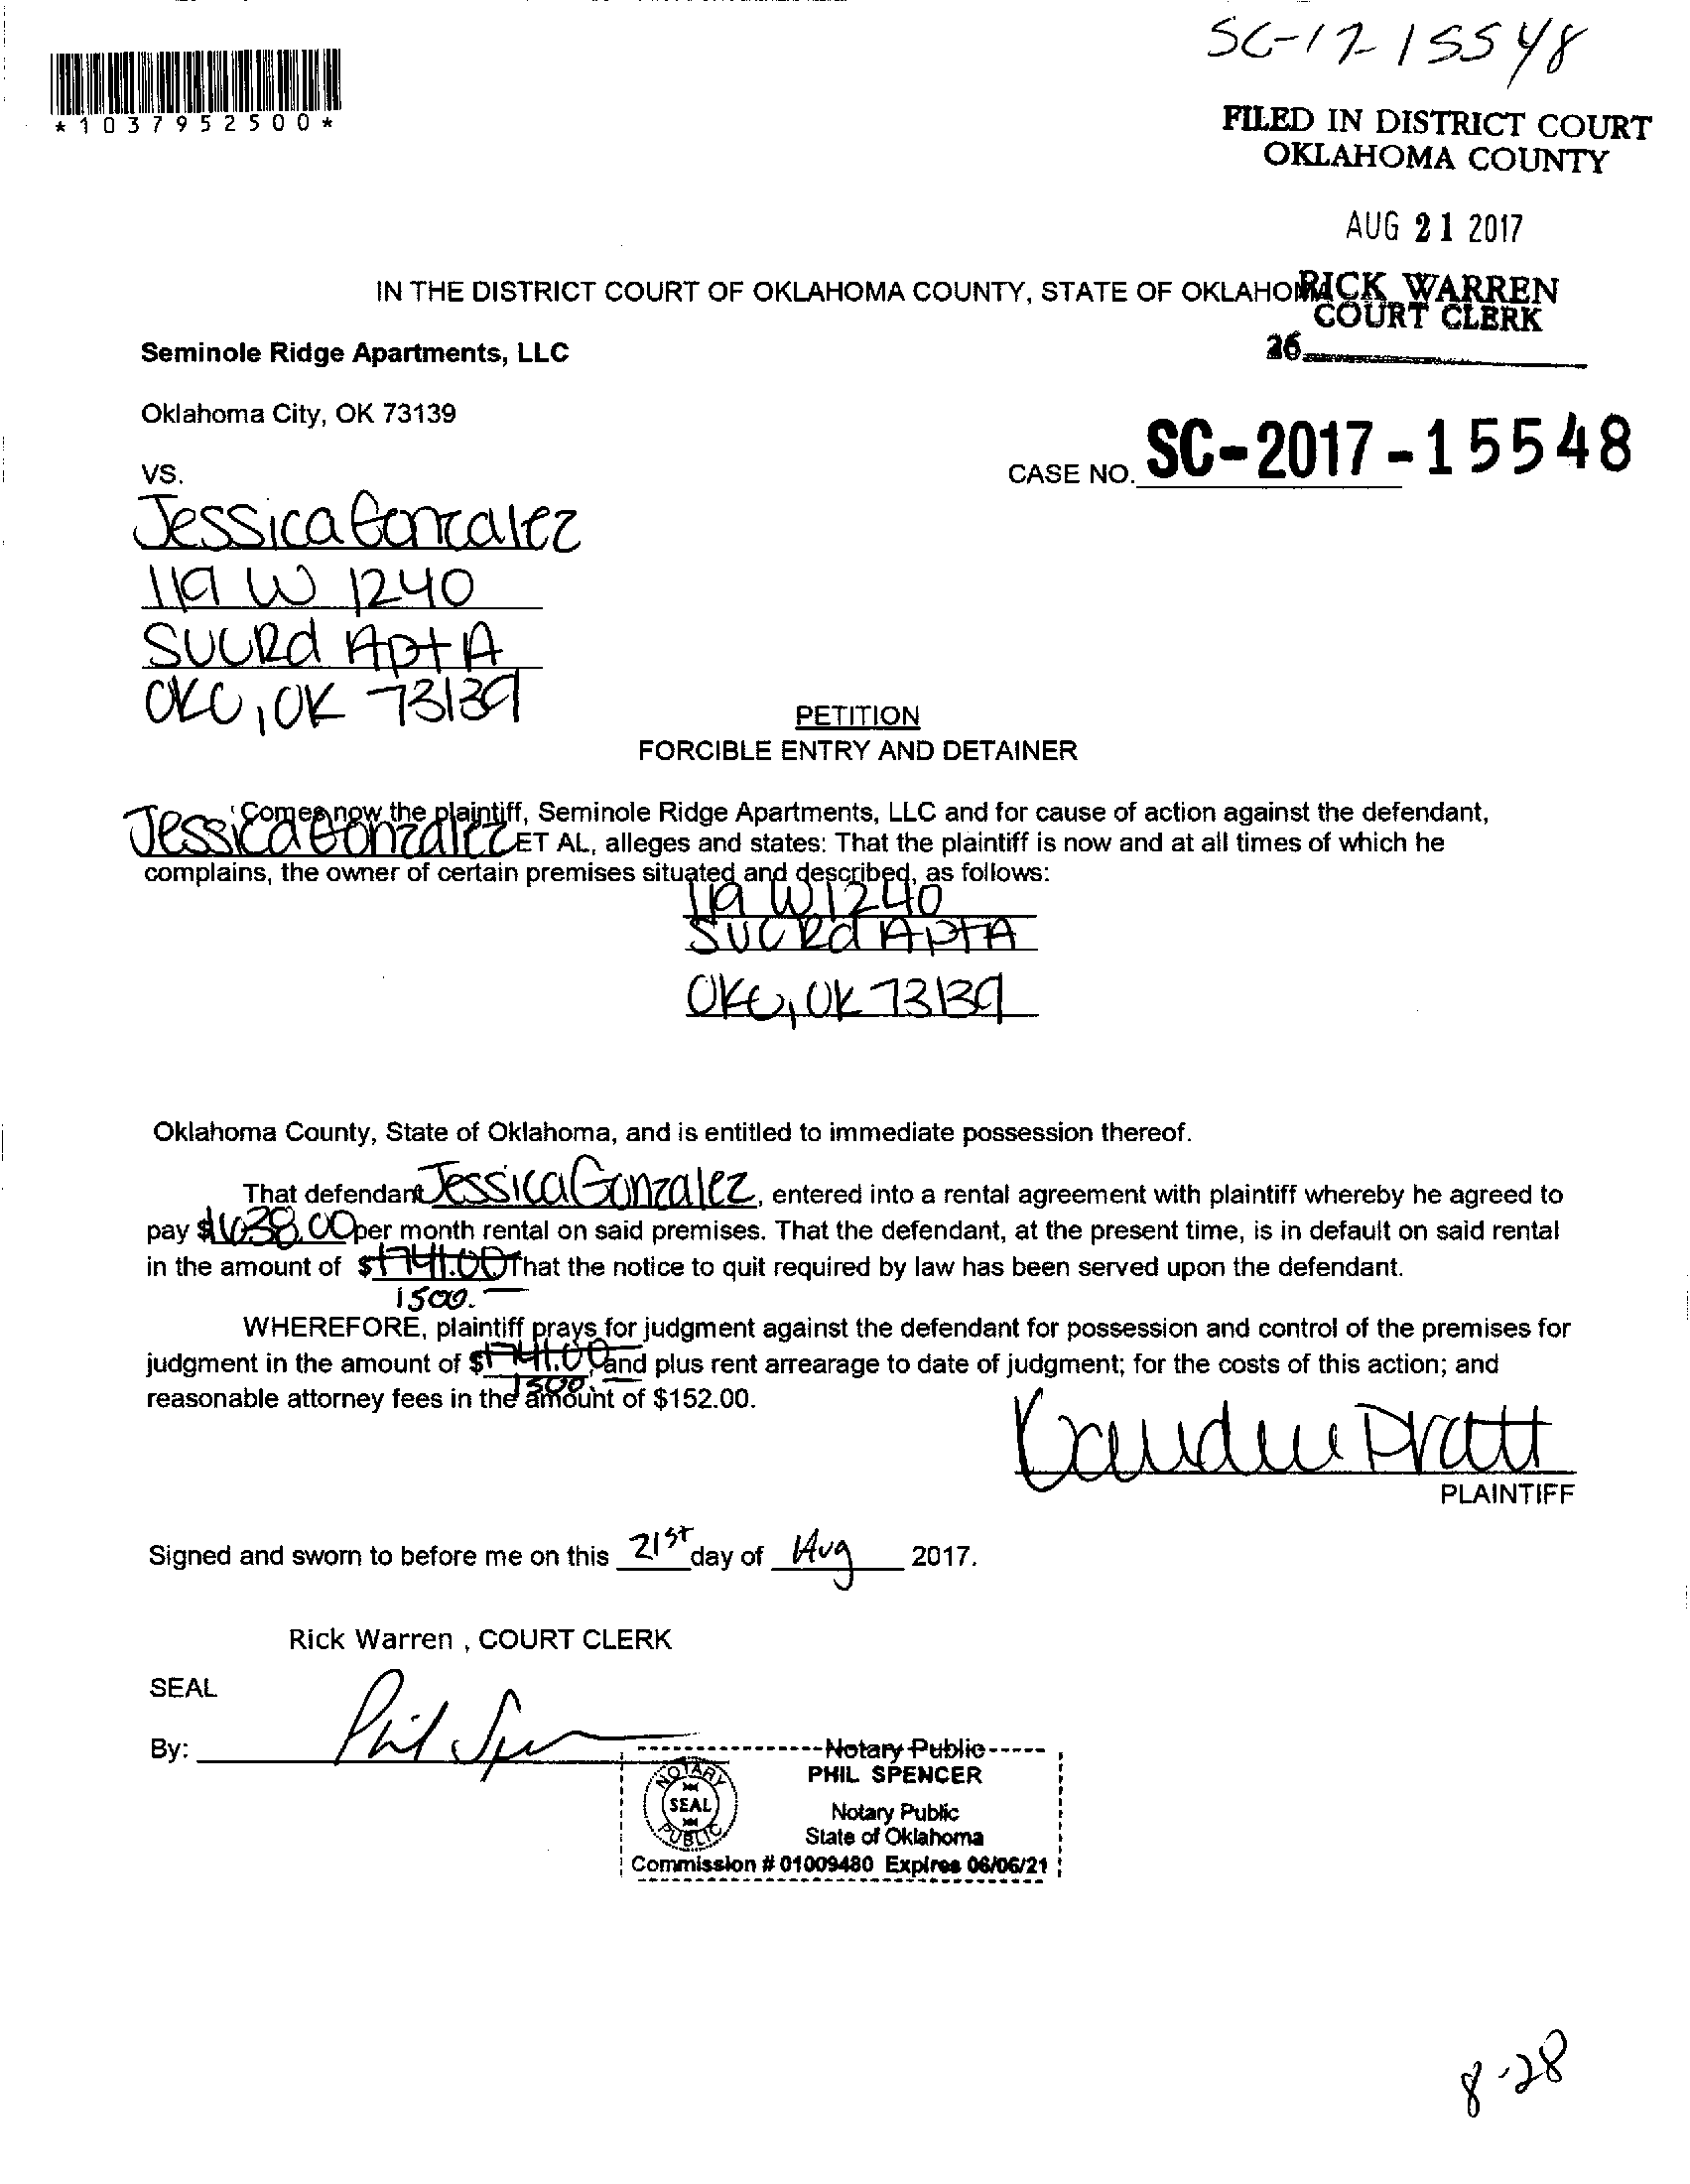 SC-17-15548
*1037952500*
FILED IN DISTRICT COURT
OKLAHOMA COUNTY
AUG 21 2017
IN THE DISTRICT COURT OF OKLAHOMA COUNTY, STATE OF OKLAHOMA
RICK WARREN
COURT CLERK
26
Seminole Ridge Apartments, LLC
Oklahoma City, OK 73139
VS.
CASE NO. SC-2017-15548
Jessica Gonzalez
119 W 1240
SW Rd Apt A
OKC, OK 73139
PETITION
FORCIBLE ENTRY AND DETAINER
Comes now the plaintiff, Seminole Ridge Apartments, LLC and for cause of action against the defendant,
Jessica Gonzalez ET AL, alleges and states: That the plaintiff is now and at all times of which he
complains, the owner of certain premises situated and described, as follows:
119 W 1240
Rd Apt A
OKC, OK 73139
Oklahoma County, State of Oklahoma, and is entitled to immediate possession thereof.
That defendant Jessica Gonzalez, entered into a rental agreement with plaintiff whereby he agreed to
pay $638.00 per month rental on said premises. That the defendant, at the present time, is in default on said rental
in the amount of $1741.00 That the notice to quit required by law has been served upon the defendant.
1500.—
WHEREFORE, plaintiff prays for judgment against the defendant for possession and control of the premises for
judgment in the amount of $1741.00 and plus rent arrearage to date of judgment; for the costs of this action; and
1500.—
reasonable attorney fees in the amount of $152.00.
Pratt
PLAINTIFF
Signed and sworn to before me on this 21st day of Aug 2017.
Rick Warren , COURT CLERK
SEAL
By: Phil Spencer
Notary Public
PHIL SPENCER
Notary Public
State of Oklahoma
Commission # 01009480 Expires 06/06/21
NOTARY
SEAL
PUBLIC
8-28